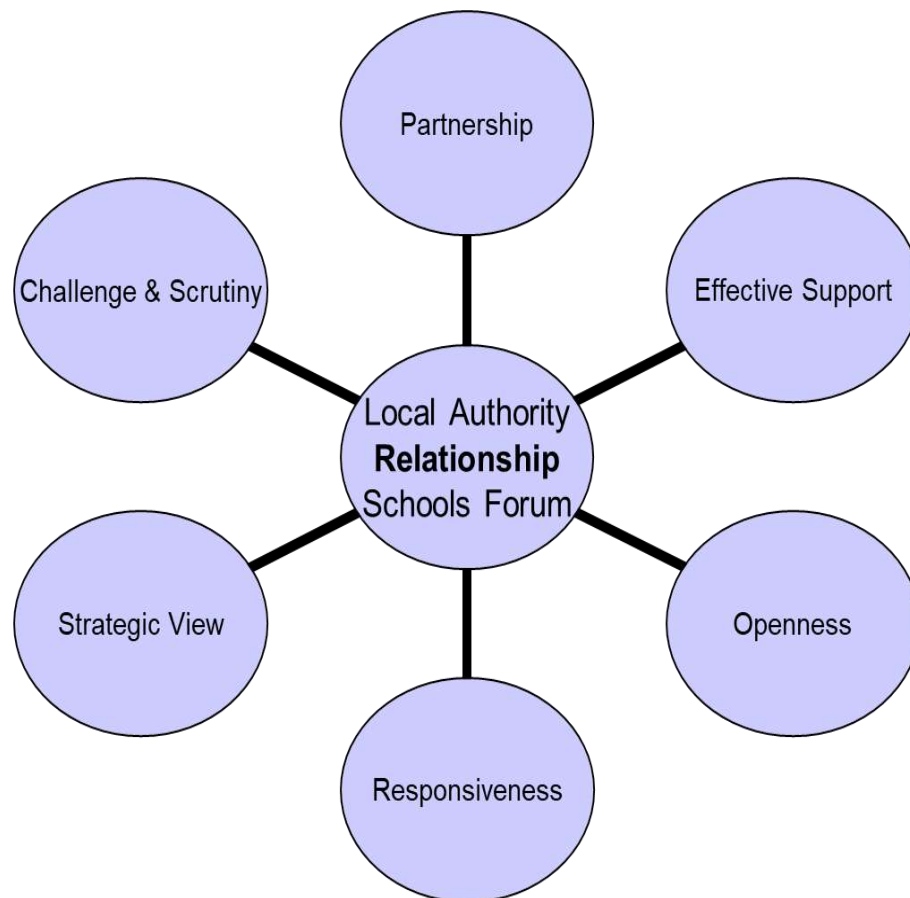 Partnership
Challenge & Scrutiny
Effective Support
Local Authority
Relationship
Schools Forum
Strategic View
Openness
Responsiveness